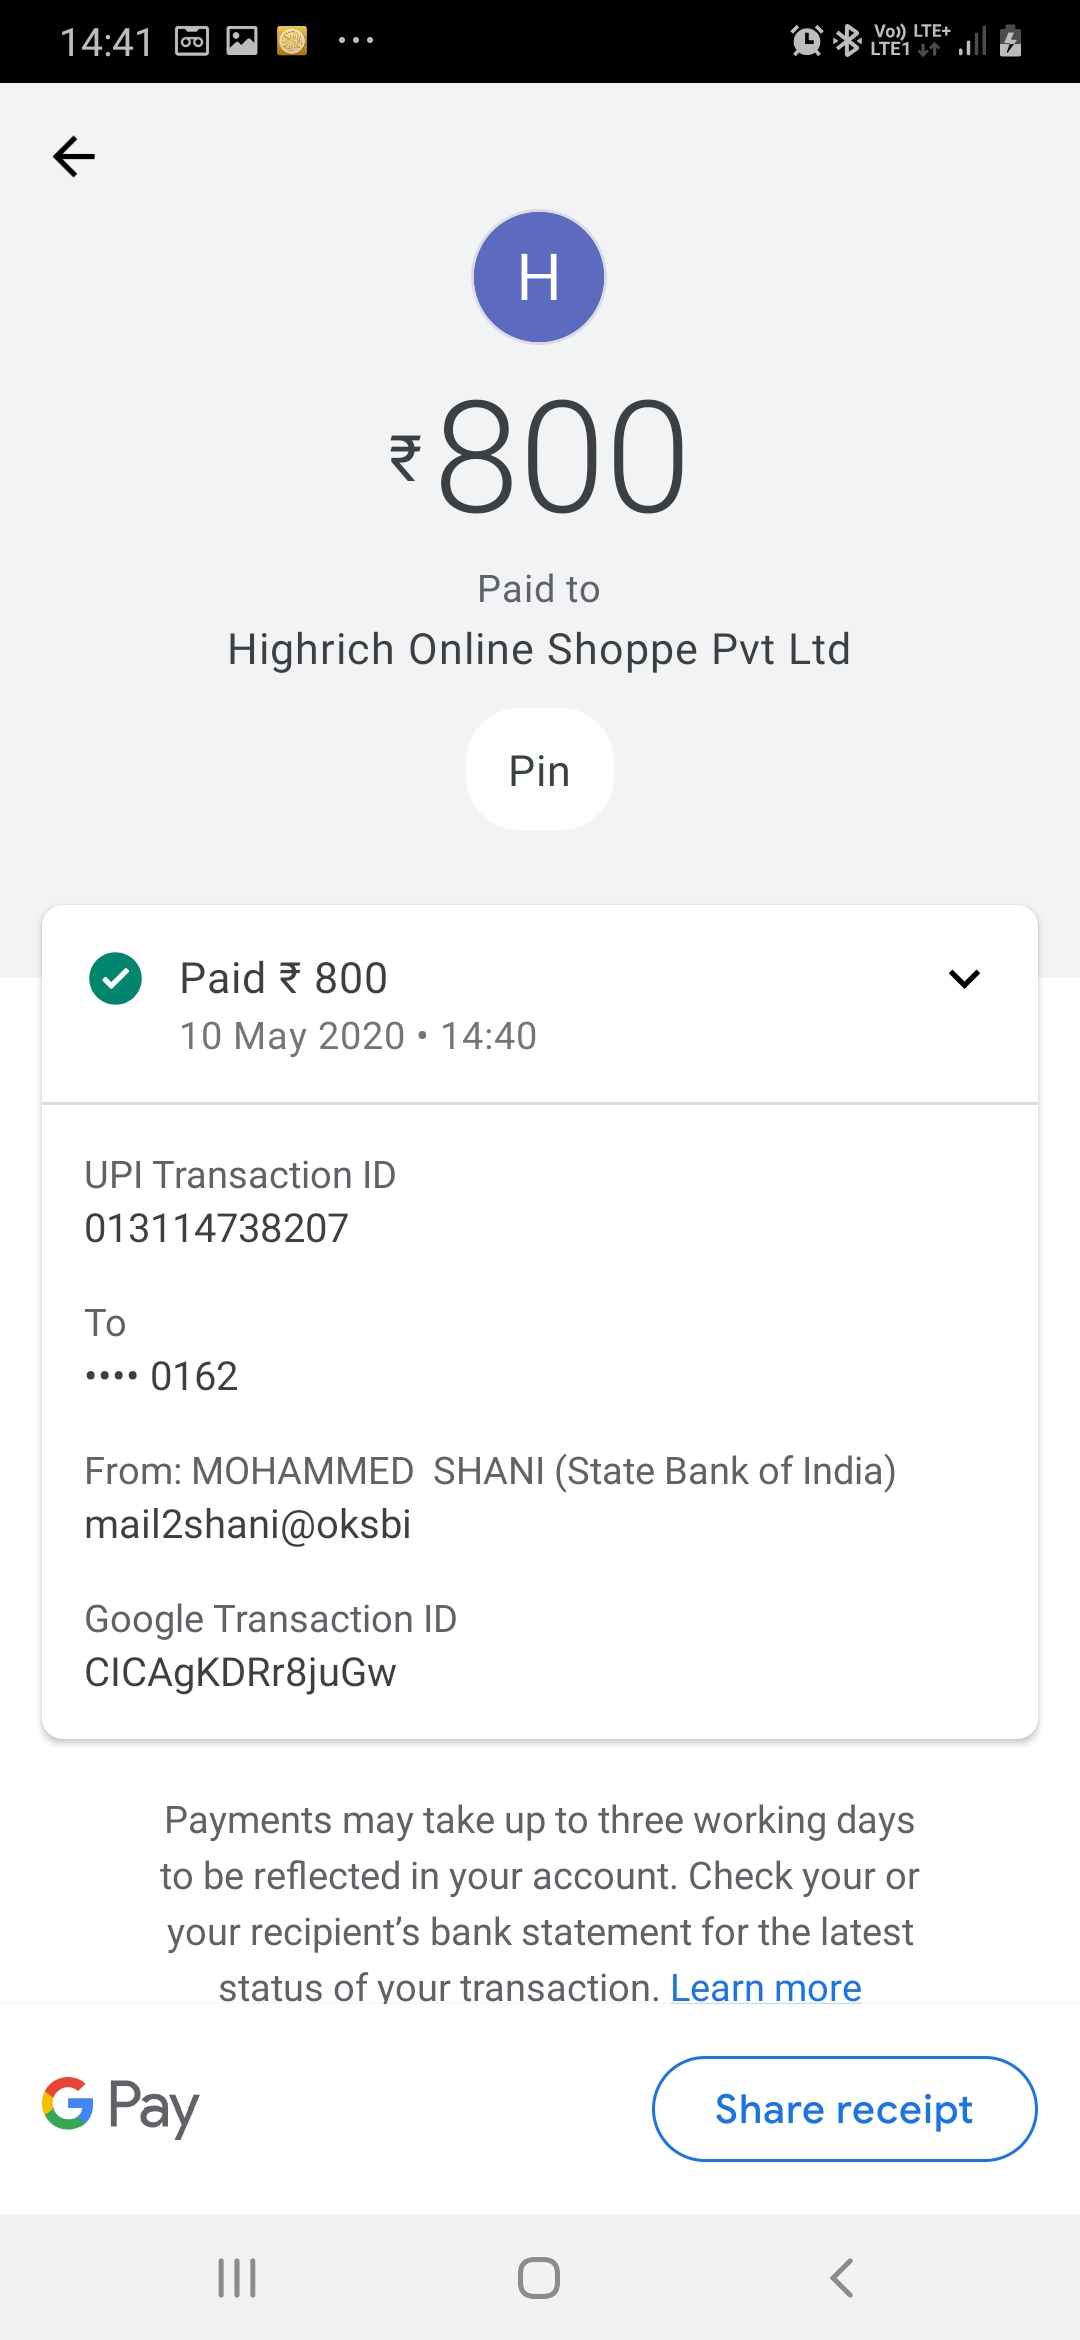 14:41
Vo)) LTE+
LTE1
H
₹800
Paid to
Highrich Online Shoppe Pvt Ltd
Pin
Paid ₹ 800
10 May 2020 • 14:40
UPI Transaction ID
013114738207
To
•••• 0162
From: MOHAMMED  SHANI (State Bank of India)
mail2shani@oksbi
Google Transaction ID
CICAgKDRr8juGw
Payments may take up to three working days
to be reflected in your account. Check your or
your recipient’s bank statement for the latest
status of your transaction. Learn more
G Pay
Share receipt